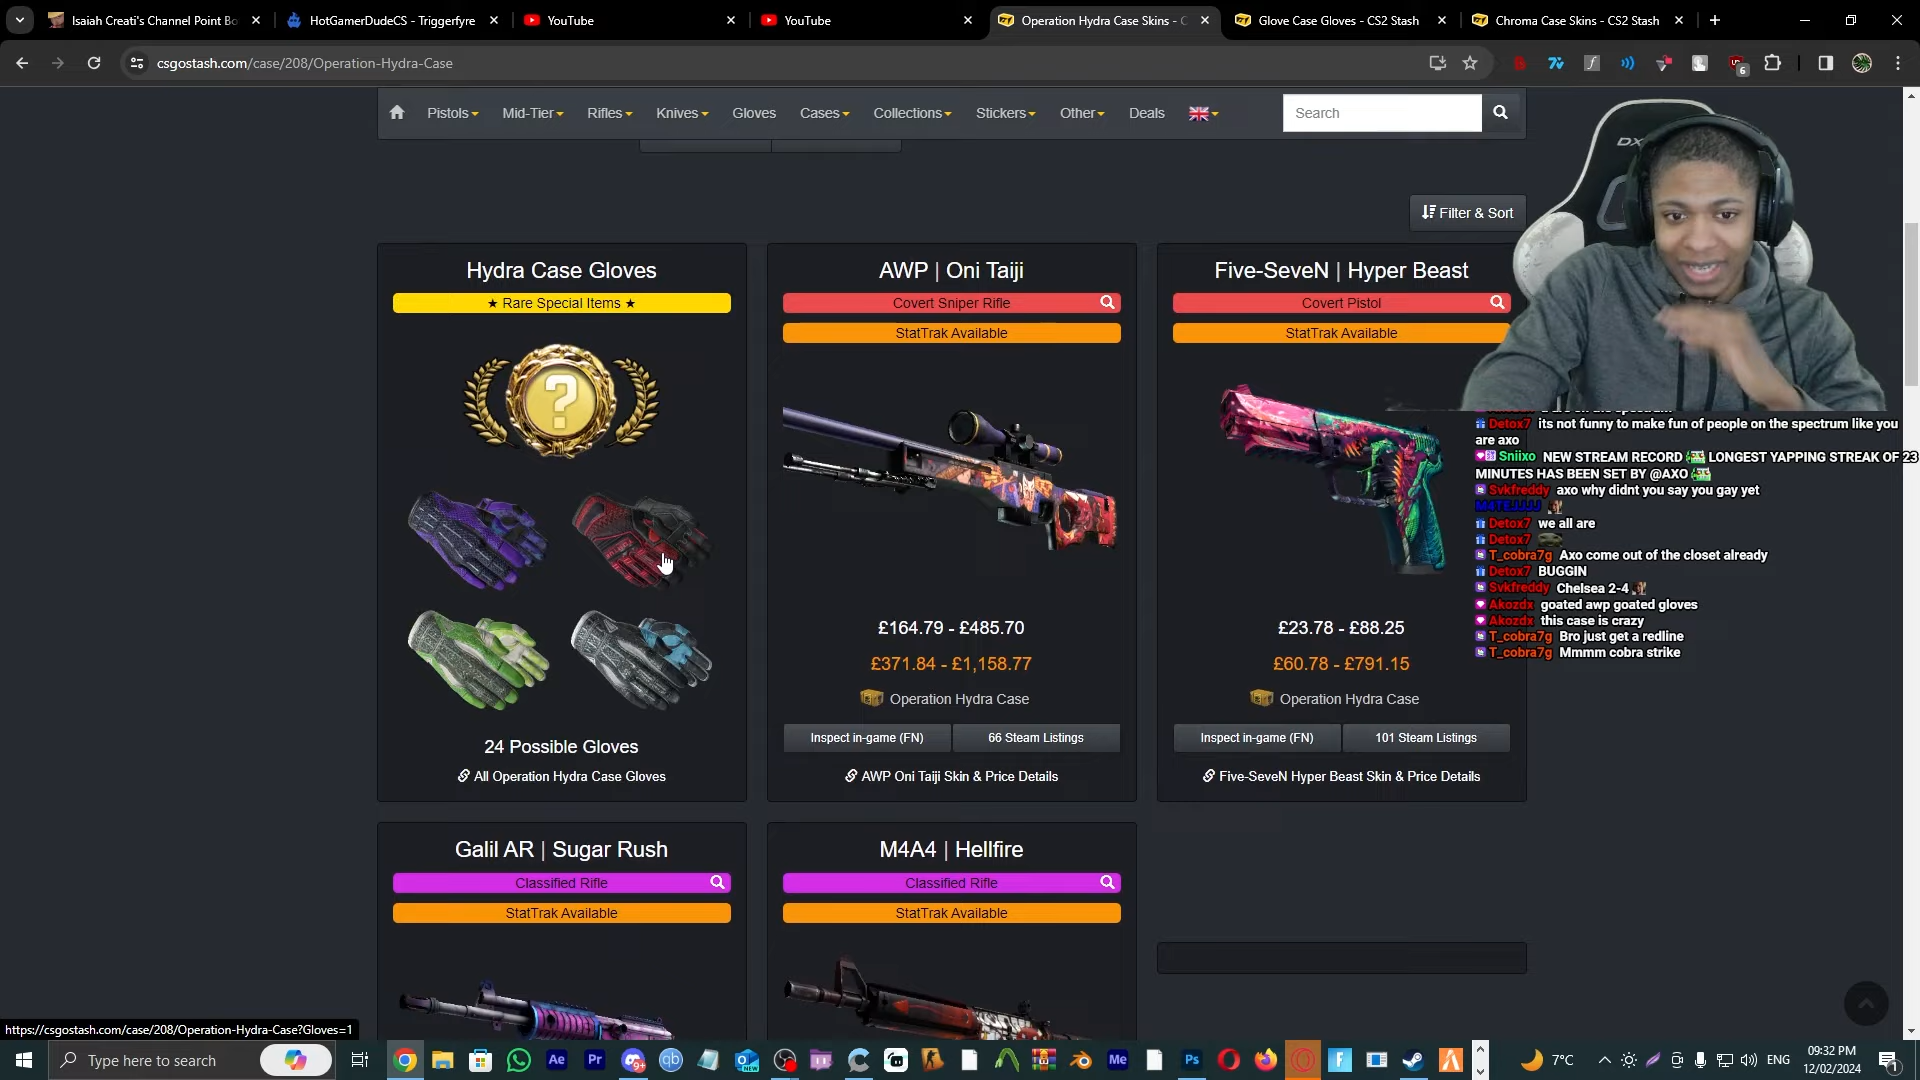 Isaiah Creati's Channel Point Bo
HotGamerDudeCS - Triggerfyre
YouTube
YouTube
Operation Hydra Case Skins - C
Glove Case Gloves - CS2 Stash
Chroma Case Skins - CS2 Stash
csgostash.com/case/208/Operation-Hydra-Case
6
Pistols
Mid-Tier
Rifles
Knives
Gloves
Cases
Collections
Stickers
Other
Deals
Search
Filter & Sort
Hydra Case Gloves
★ Rare Special Items ★
24 Possible Gloves
All Operation Hydra Case Gloves
AWP | Oni Taiji
Covert Sniper Rifle
StatTrak Available
£164.79 - £485.70
£371.84 - £1,158.77
Operation Hydra Case
Inspect in-game (FN)
66 Steam Listings
AWP Oni Taiji Skin & Price Details
Five-SeveN | Hyper Beast
Covert Pistol
StatTrak Available
£23.78 - £88.25
£60.78 - £791.15
Operation Hydra Case
Inspect in-game (FN)
101 Steam Listings
Five-SeveN Hyper Beast Skin & Price Details
Galil AR | Sugar Rush
Classified Rifle
StatTrak Available
M4A4 | Hellfire
Classified Rifle
StatTrak Available
Detox7 its not funny to make fun of people on the spectrum like you
are axo
Sniixo NEW STREAM RECORD LONGEST YAPPING STREAK OF 23
MINUTES HAS BEEN SET BY @AXO
Svkfreddy axo why didnt you say you gay yet
Detox7 we all are
Detox7
T_cobra7g Axo come out of the closet already
Detox7 BUGGIN
Svkfreddy Chelsea 2-4
Akozdx goated awp goated gloves
Akozdx this case is crazy
T_cobra7g Bro just get a redline
T_cobra7g Mmmm cobra strike
https://csgostash.com/case/208/Operation-Hydra-Case?Gloves=1
Type here to search
7°C
ENG
09:32 PM
12/02/2024